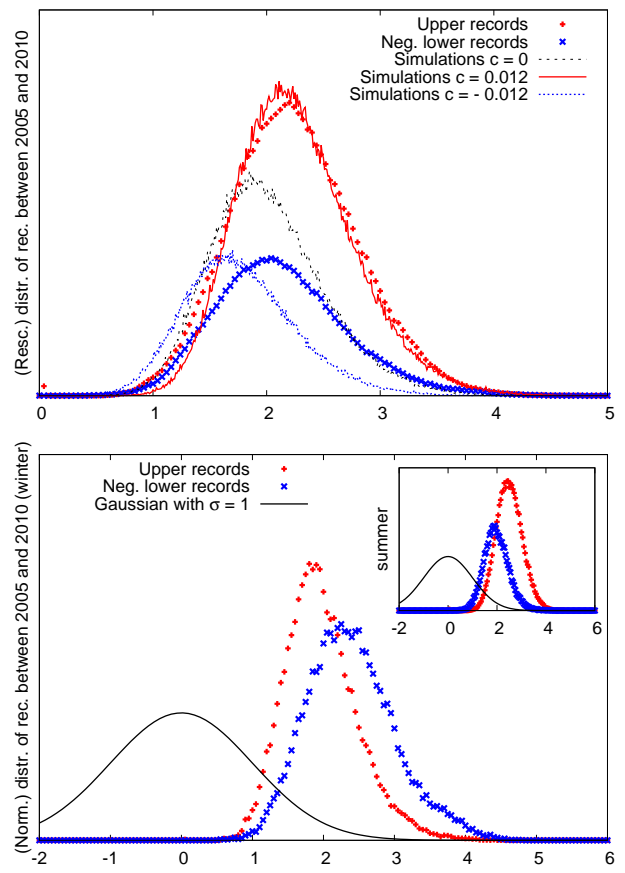 (Resc.) distr. of rec. between 2005 and 2010
Upper records
Neg. lower records
Simulations c = 0
Simulations c = 0.012
Simulations c = - 0.012
0 1 2 3 4 5
(Norm.) distr. of rec. between 2005 and 2010 (winter)
Upper records
Neg. lower records
Gaussian with σ = 1
summer
-2 0 2 4 6
-2 -1 0 1 2 3 4 5 6